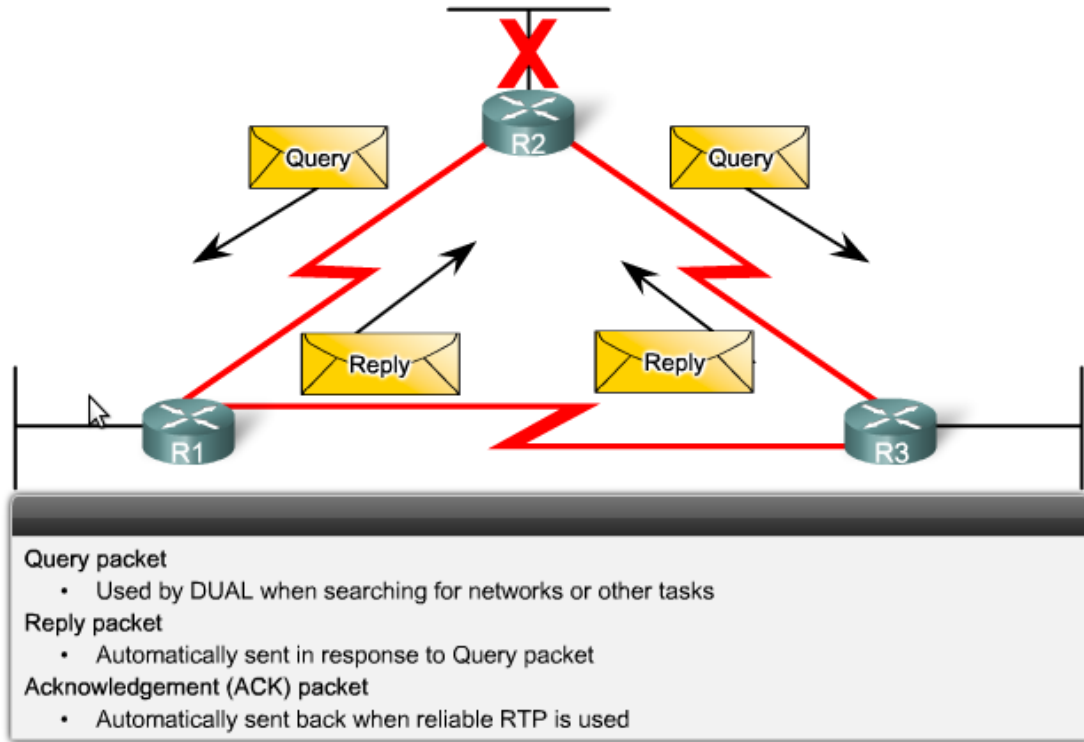 R2
Query
Query
Reply
Reply
R1
R3
Query packet
• Used by DUAL when searching for networks or other tasks
Reply packet
• Automatically sent in response to Query packet
Acknowledgement (ACK) packet
• Automatically sent back when reliable RTP is used